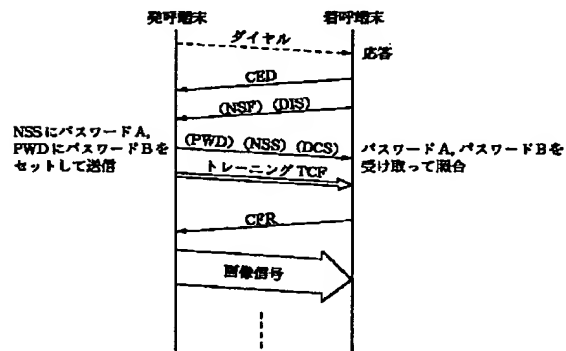 発呼端末
着呼端末
ダイヤル
応答
CED
(NSF) (DIS)
NSSにパスワードA,
PWDにパスワードBを
セットして送信
(PWD) (NSS) (DCS)
パスワードA, パスワードBを
受け取って照合
トレーニングTCF
CFR
画像信号